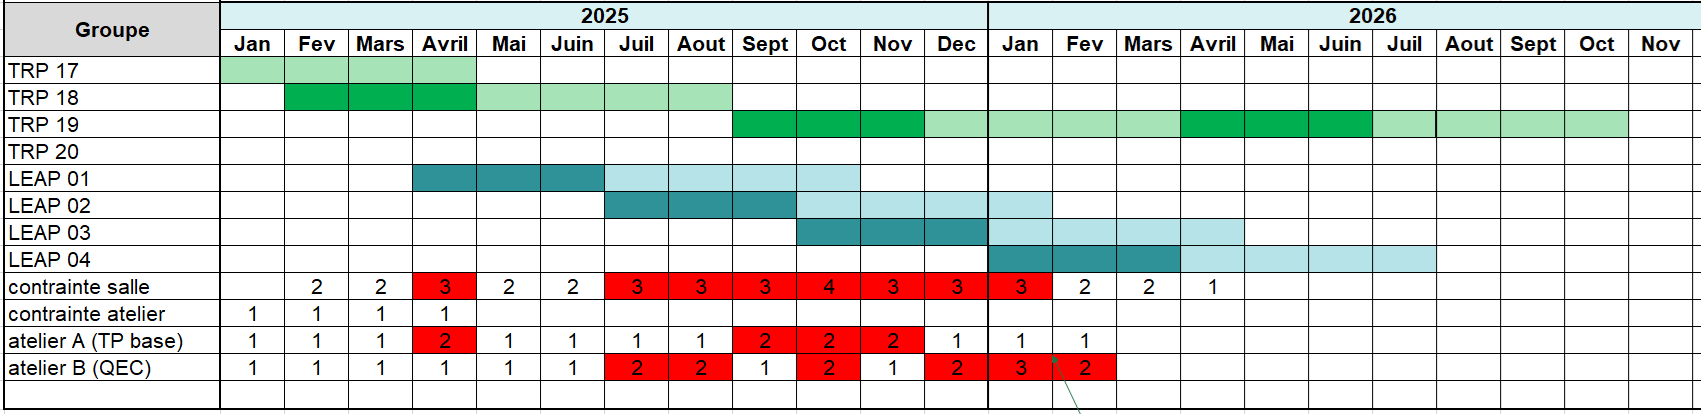 Groupe 2025 2026
Jan Fev Mars Avril Mai Juin Juil Aout Sept Oct Nov Dec Jan Fev Mars Avril Mai Juin Juil Aout Sept Oct Nov
TRP 17
TRP 18
TRP 19
TRP 20
LEAP 01
LEAP 02
LEAP 03
LEAP 04
contrainte salle 2 2 3 2 2 3 3 3 4 3 3 3 2 2 1
contrainte atelier 1 1 1 1
atelier A (TP base) 1 1 1 2 1 1 1 1 2 2 2 1 1 1
atelier B (QEC) 1 1 1 1 1 1 2 2 1 2 1 2 3 2